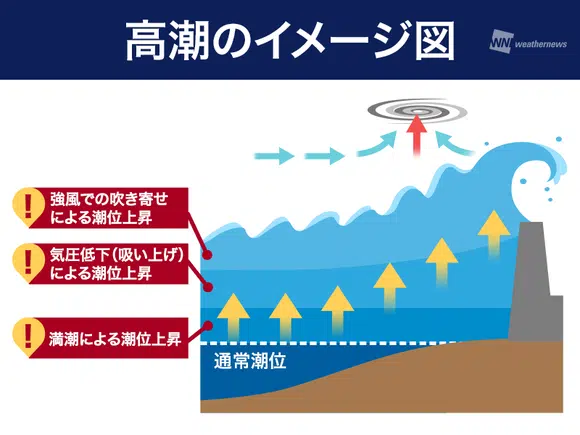 高潮のイメージ図
WNI weathernews
強風での吹き寄せ
による潮位上昇
気圧低下(吸い上げ)
による潮位上昇
満潮による潮位上昇
通常潮位